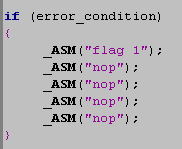 if (error_condition)
{
_ASM("flag 1");
_ASM("nop");
_ASM("nop");
_ASM("nop");
_ASM("nop");
}